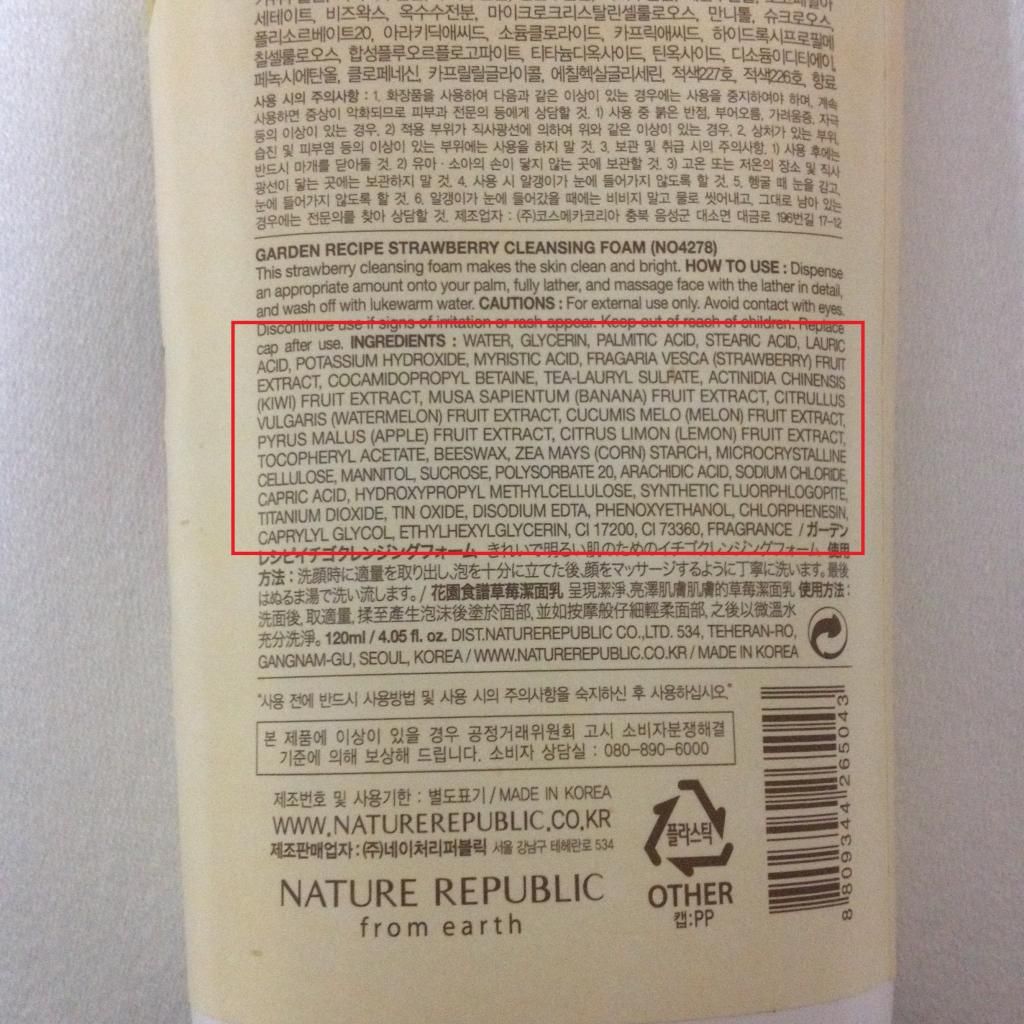 세테이트, 비즈왁스, 옥수수전분, 마이크로크리스탈린셀룰로오스, 만니톨, 슈크로오스,
폴리소르베이트20, 아라키딕애씨드, 소듐클로라이드, 카프릭애씨드, 하이드록시프로필메
칠셀룰로오스, 합성플루오르플로고파이트, 티타늄디옥사이드, 틴옥사이드, 디소듐이디티에이,
페녹시에탄올, 클로페네신, 카프릴릴글라이콜, 에칠헥실글리세린, 적색227호, 적색226호, 향료
사용 시의 주의사항 : 1. 화장품을 사용하여 다음과 같은 이상이 있는 경우에는 사용을 중지하여야 하며, 계속
사용하면 증상이 악화되므로 피부과 전문의 등에게 상담할 것. 1) 사용 중 붉은 반점, 부어오름, 가려움증, 자극
등의 이상이 있는 경우. 2) 적용 부위가 직사광선에 의하여 위와 같은 이상이 있는 경우. 2. 상처가 있는 부위,
습진 및 피부염 등의 이상이 있는 부위에는 사용을 하지 말 것. 3. 보관 및 취급 시의 주의사항. 1) 사용 후에는
반드시 마개를 닫아둘 것. 2) 유아 · 소아의 손이 닿지 않는 곳에 보관할 것. 3) 고온 또는 저온의 장소 및 직사
광선이 닿는 곳에는 보관하지 말 것. 4. 사용 시 알갱이가 눈에 들어가지 않도록 할 것. 5. 헹굴 때 눈을 감고,
눈에 들어가지 않도록 할 것. 6. 알갱이가 눈에 들어갔을 때에는 비비지 말고 물로 씻어내고, 그대로 남아 있는
경우에는 전문의를 찾아 상담할 것. 제조업자 : (주)코스메카코리아 충북 음성군 대소면 대금로 196번길 17-12
GARDEN RECIPE STRAWBERRY CLEANSING FOAM (NO4278)
This strawberry cleansing foam makes the skin clean and bright. HOW TO USE : Dispense
an appropriate amount onto your palm, fully lather, and massage face with the lather in detail,
and wash off with lukewarm water. CAUTIONS : For external use only. Avoid contact with eyes.
Discontinue use if signs of irritation or rash appear. Keep out of reach of children. Replace
cap after use. INGREDIENTS : WATER, GLYCERIN, PALMITIC ACID, STEARIC ACID, LAURIC
ACID, POTASSIUM HYDROXIDE, MYRISTIC ACID, FRAGARIA VESCA (STRAWBERRY) FRUIT
EXTRACT, COCAMIDOPROPYL BETAINE, TEA-LAURYL SULFATE, ACTINIDIA CHINENSIS
(KIWI) FRUIT EXTRACT, MUSA SAPIENTUM (BANANA) FRUIT EXTRACT, CITRULLUS
VULGARIS (WATERMELON) FRUIT EXTRACT, CUCUMIS MELO (MELON) FRUIT EXTRACT,
PYRUS MALUS (APPLE) FRUIT EXTRACT, CITRUS LIMON (LEMON) FRUIT EXTRACT,
TOCOPHERYL ACETATE, BEESWAX, ZEA MAYS (CORN) STARCH, MICROCRYSTALLINE
CELLULOSE, MANNITOL, SUCROSE, POLYSORBATE 20, ARACHIDIC ACID, SODIUM CHLORIDE,
CAPRIC ACID, HYDROXYPROPYL METHYLCELLULOSE, SYNTHETIC FLUORPHLOGOPITE,
TITANIUM DIOXIDE, TIN OXIDE, DISODIUM EDTA, PHENOXYETHANOL, CHLORPHENESIN,
CAPRYLYL GLYCOL, ETHYLHEXYLGLYCERIN, CI 17200, CI 73360, FRAGRANCE / ガーデン
レシピイチゴクレンジングフォーム きれいで明るい肌のためのイチゴクレンジングフォーム 使用
方法 : 洗顔時に適量を取り出し、泡を十分に立てた後、顔をマッサージするように丁寧に洗います。最後
はぬるま湯で洗い流します。 / 花園食譜草莓潔面乳 呈現潔淨、亮澤肌膚肌膚的草莓潔面乳 使用方法 :
洗面後, 取適量, 揉至產生泡沫後塗於面部, 並如按摩般仔細輕柔面部, 之後以微溫水
充分洗淨。 120ml / 4.05 fl. oz. DIST.NATUREREPUBLIC CO.,LTD. 534, TEHERAN-RO,
GANGNAM-GU, SEOUL, KOREA / WWW.NATUREREPUBLIC.CO.KR / MADE IN KOREA
"사용 전에 반드시 사용방법 및 사용 시의 주의사항을 숙지하신 후 사용하십시오."
본 제품에 이상이 있을 경우 공정거래위원회 고시 소비자분쟁해결
기준에 의해 보상해 드립니다. 소비자 상담실 : 080-890-6000
제조번호 및 사용기한 : 별도표기 / MADE IN KOREA
WWW.NATUREREPUBLIC.CO.KR
제조판매업자 : (주)네이처리퍼블릭 서울 강남구 테헤란로 534
NATURE REPUBLIC
from earth
플라스틱
OTHER
캡:PP
8 809344 265043